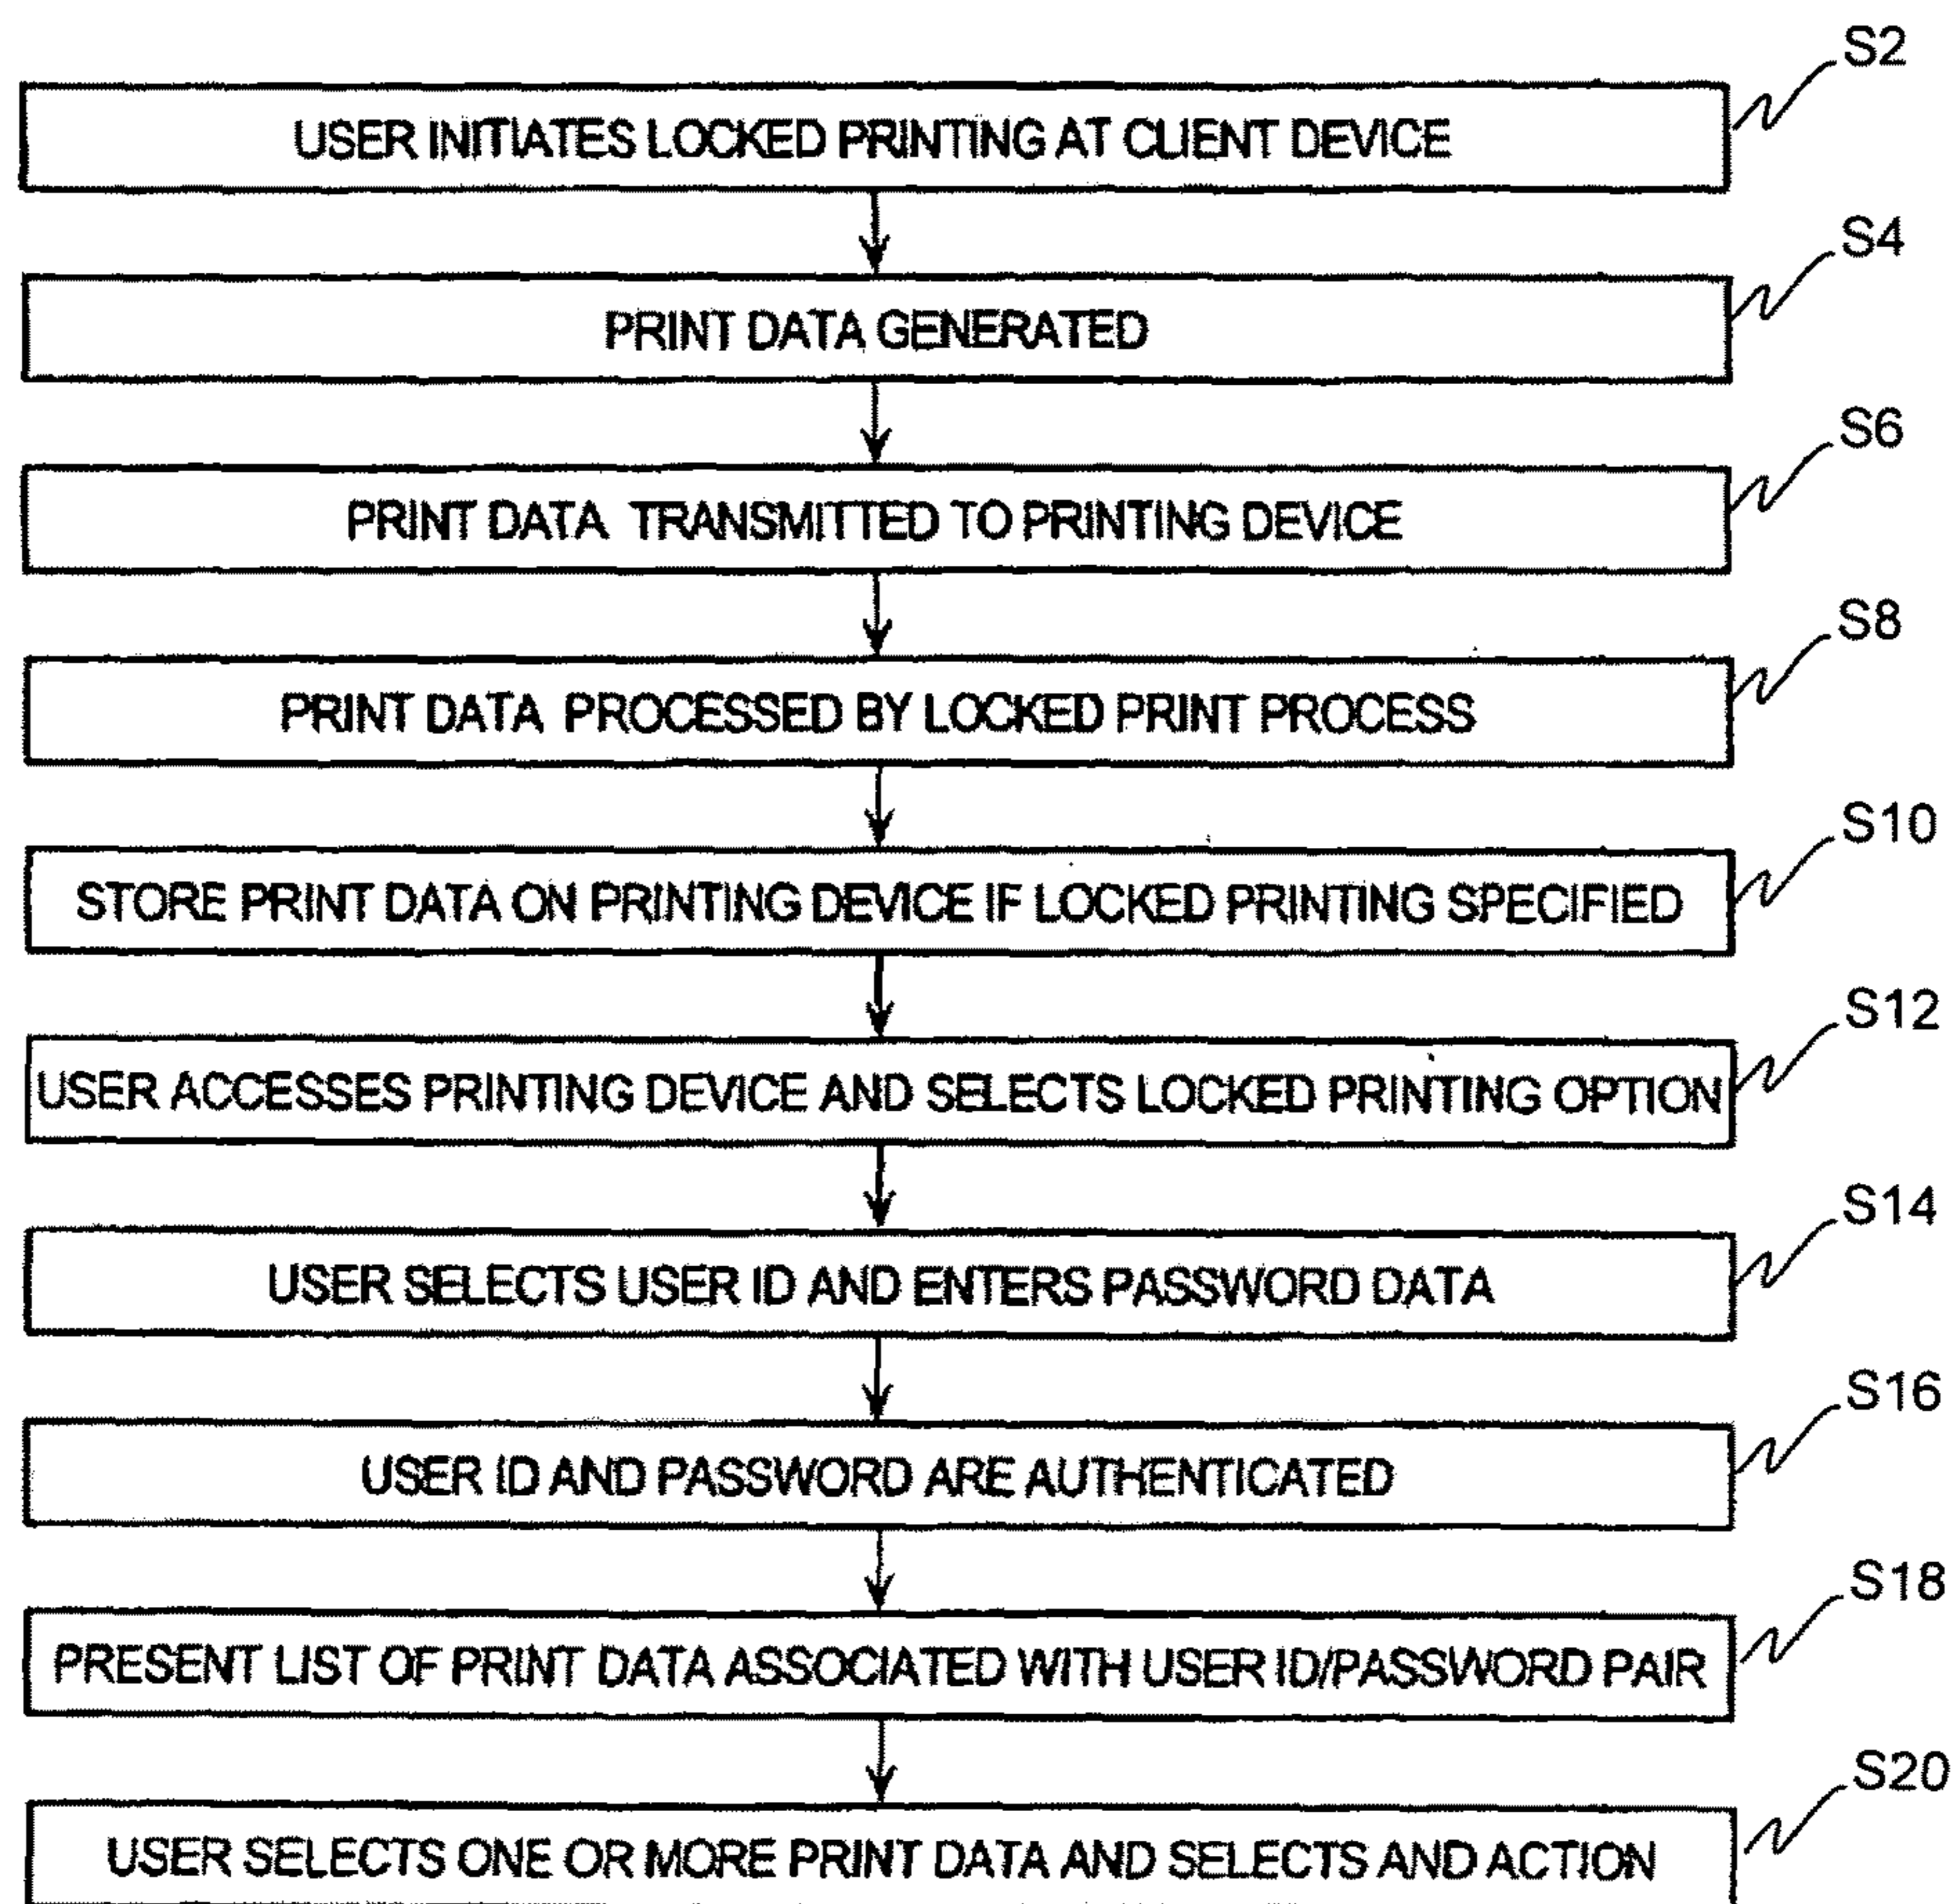 S2
USER INITIATES LOCKED PRINTING AT CLIENT DEVICE
S4
PRINT DATA GENERATED
S6
PRINT DATA TRANSMITTED TO PRINTING DEVICE
S8
PRINT DATA PROCESSED BY LOCKED PRINT PROCESS
S10
STORE PRINT DATA ON PRINTING DEVICE IF LOCKED PRINTING SPECIFIED
S12
USER ACCESSES PRINTING DEVICE AND SELECTS LOCKED PRINTING OPTION
S14
USER SELECTS USER ID AND ENTERS PASSWORD DATA
S16
USER ID AND PASSWORD ARE AUTHENTICATED
S18
PRESENT LIST OF PRINT DATA ASSOCIATED WITH USER ID/PASSWORD PAIR
S20
USER SELECTS ONE OR MORE PRINT DATA AND SELECTS AND ACTION